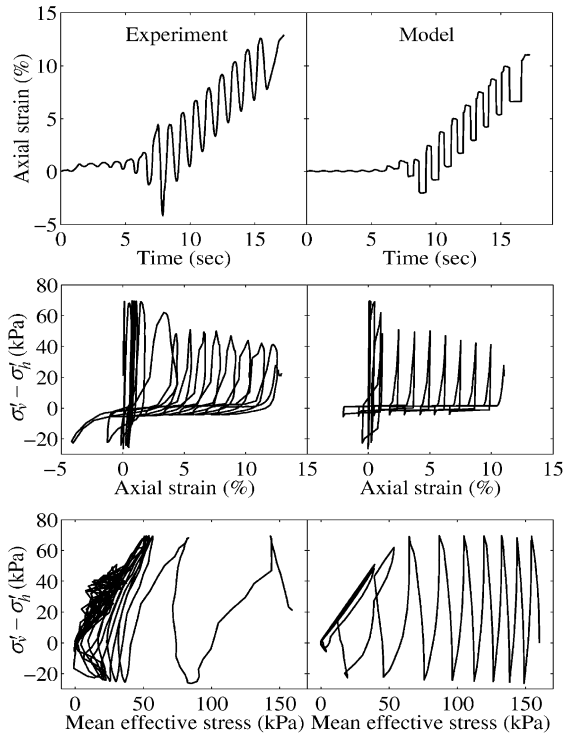 Experiment
Model
Axial strain (%)
15
10
5
0
−5
0 5 10 15
0 5 10 15
Time (sec)
Time (sec)
σ′v − σ′h (kPa)
80
60
40
20
0
−20
−5 0 5 10 15
−5 0 5 10 15
Axial strain (%)
Axial strain (%)
σ′v − σ′h (kPa)
80
60
40
20
0
−20
0 50 100 150
0 50 100 150
Mean effective stress (kPa)
Mean effective stress (kPa)